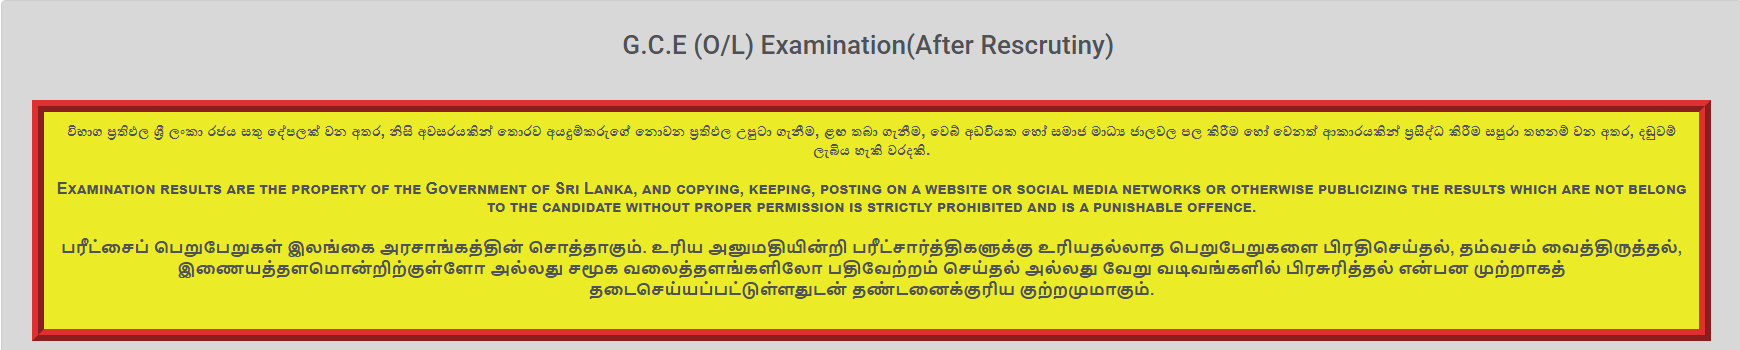 G.C.E (O/L) Examination(After Rescrutiny)
විභාග ප්‍රතිඵල ශ්‍රී ලංකා රජය සතු දේපලක් වන අතර, නිසි අවසරයකින් තොරව අයදුම්කරුගේ නොවන ප්‍රතිඵල උපුටා ගැනීම, ළඟ තබා ගැනීම, වෙබ් අඩවියක හෝ සමාජ මාධ්‍ය ජාලවල පල කිරීම හෝ වෙනත් ආකාරයකින් ප්‍රසිද්ධ කිරීම සපුරා තහනම් වන අතර, දඬුවම්
ලැබිය හැකි වරදකි.
Examination results are the property of the Government of Sri Lanka, and copying, keeping, posting on a website or social media networks or otherwise publicizing the results which are not belong
to the candidate without proper permission is strictly prohibited and is a punishable offence.
பரீட்சைப் பெறுபேறுகள் இலங்கை அரசாங்கத்தின் சொத்தாகும். உரிய அனுமதியின்றி பரீட்சார்த்திகளுக்கு உரியதல்லாத பெறுபேறுகளை பிரதிசெய்தல், தம்வசம் வைத்திருத்தல்,
இணையத்தளமொன்றிற்குள்ளோ அல்லது சமூக வலைத்தளங்களிலோ பதிவேற்றம் செய்தல் அல்லது வேறு வடிவங்களில் பிரசுரித்தல் என்பன முற்றாகத்
தடைசெய்யப்பட்டுள்ளதுடன் தண்டனைக்குரிய குற்றமுமாகும்.